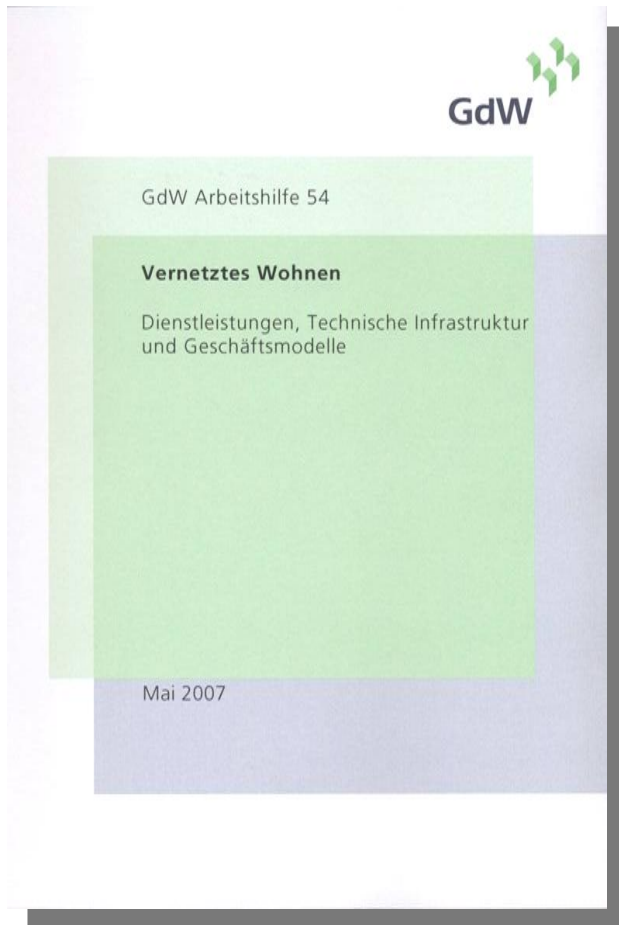 GdW
GdW Arbeitshilfe 54
Vernetztes Wohnen
Dienstleistungen, Technische Infrastruktur
und Geschäftsmodelle
Mai 2007